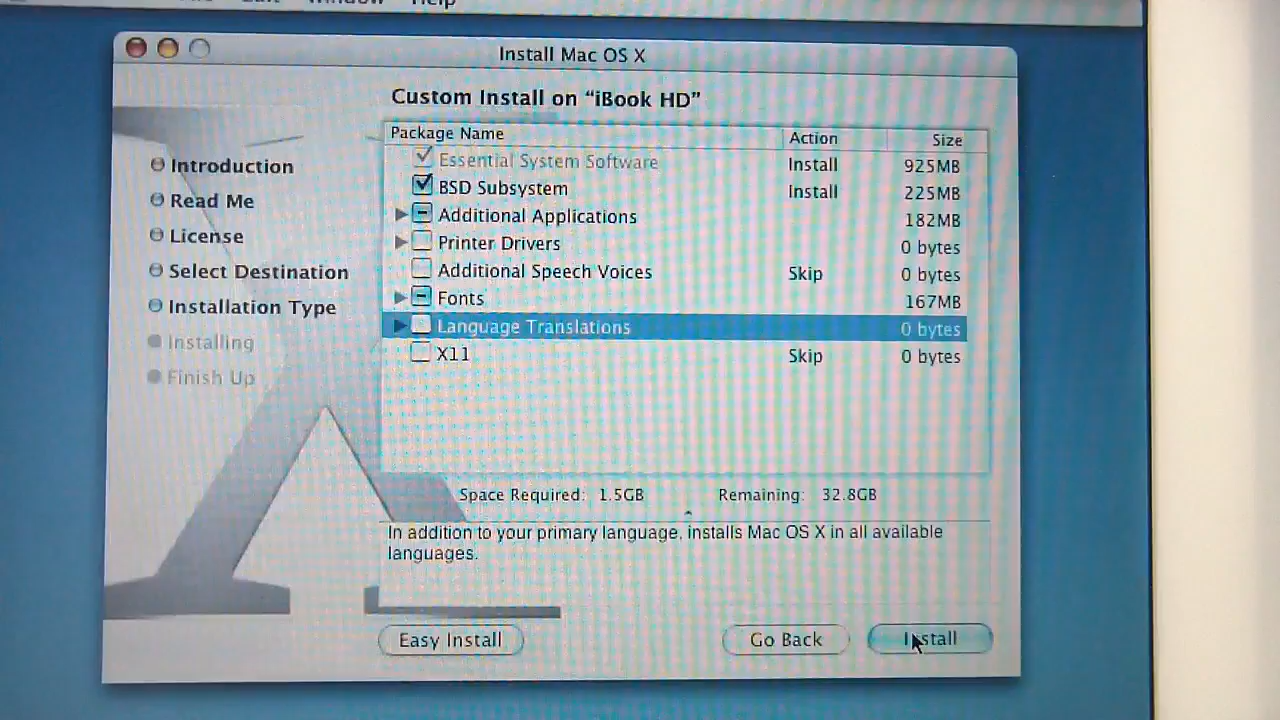 Edit Window Help
Install Mac OS X
Custom Install on “iBook HD”
Introduction
Read Me
License
Select Destination
Installation Type
Installing
Finish Up
Package Name Action Size
Essential System Software Install 925MB
BSD Subsystem Install 225MB
Additional Applications 182MB
Printer Drivers 0 bytes
Additional Speech Voices Skip 0 bytes
Fonts 167MB
Language Translations 0 bytes
X11 Skip 0 bytes
Space Required: 1.5GB Remaining: 32.8GB
In addition to your primary language, installs Mac OS X in all available
languages.
Easy Install Go Back Install